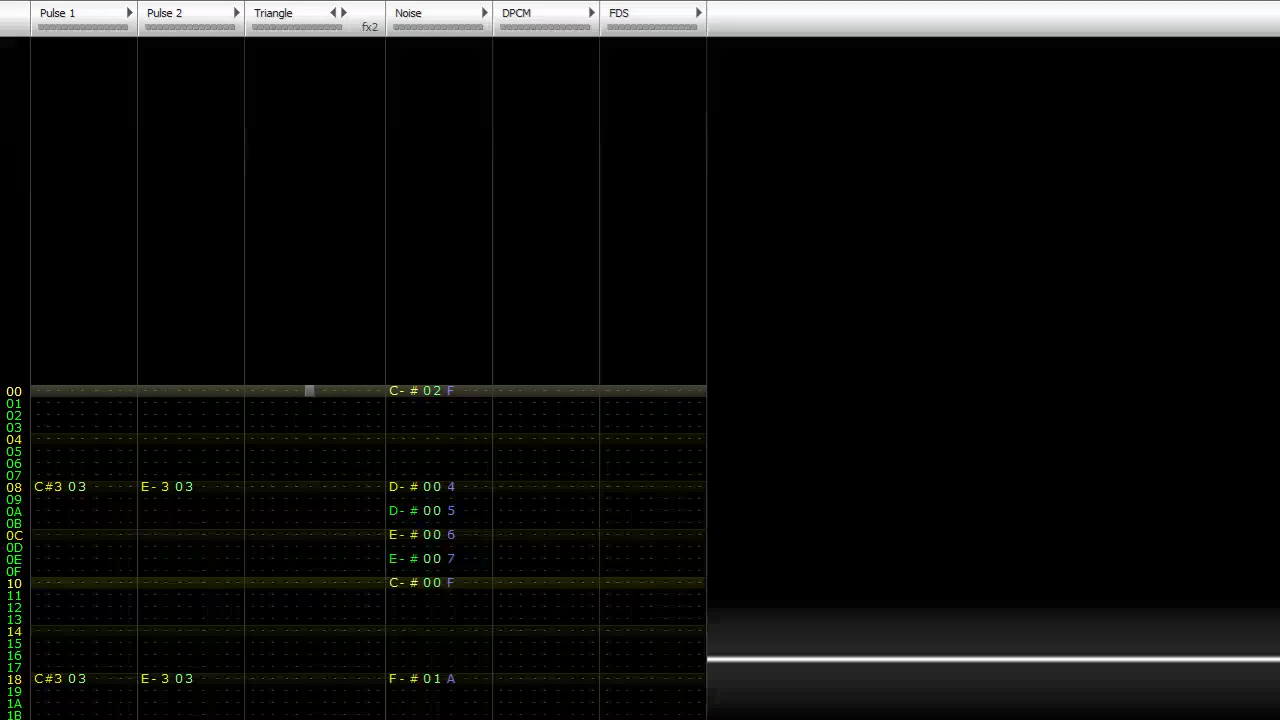 Pulse 1 Pulse 2 Triangle Noise DPCM FDS
fx2
00 C-# 02 F
01
02
03
04
05
06
07
08 C#3 03 E-3 03 D-# 00 4
09
0A D-# 00 5
0B
0C E-# 00 6
0D
0E E-# 00 7
0F
10 C-# 00 F
11
12
13
14
15
16
17
18 C#3 03 E-3 03 F-# 01 A
19
1A
1B